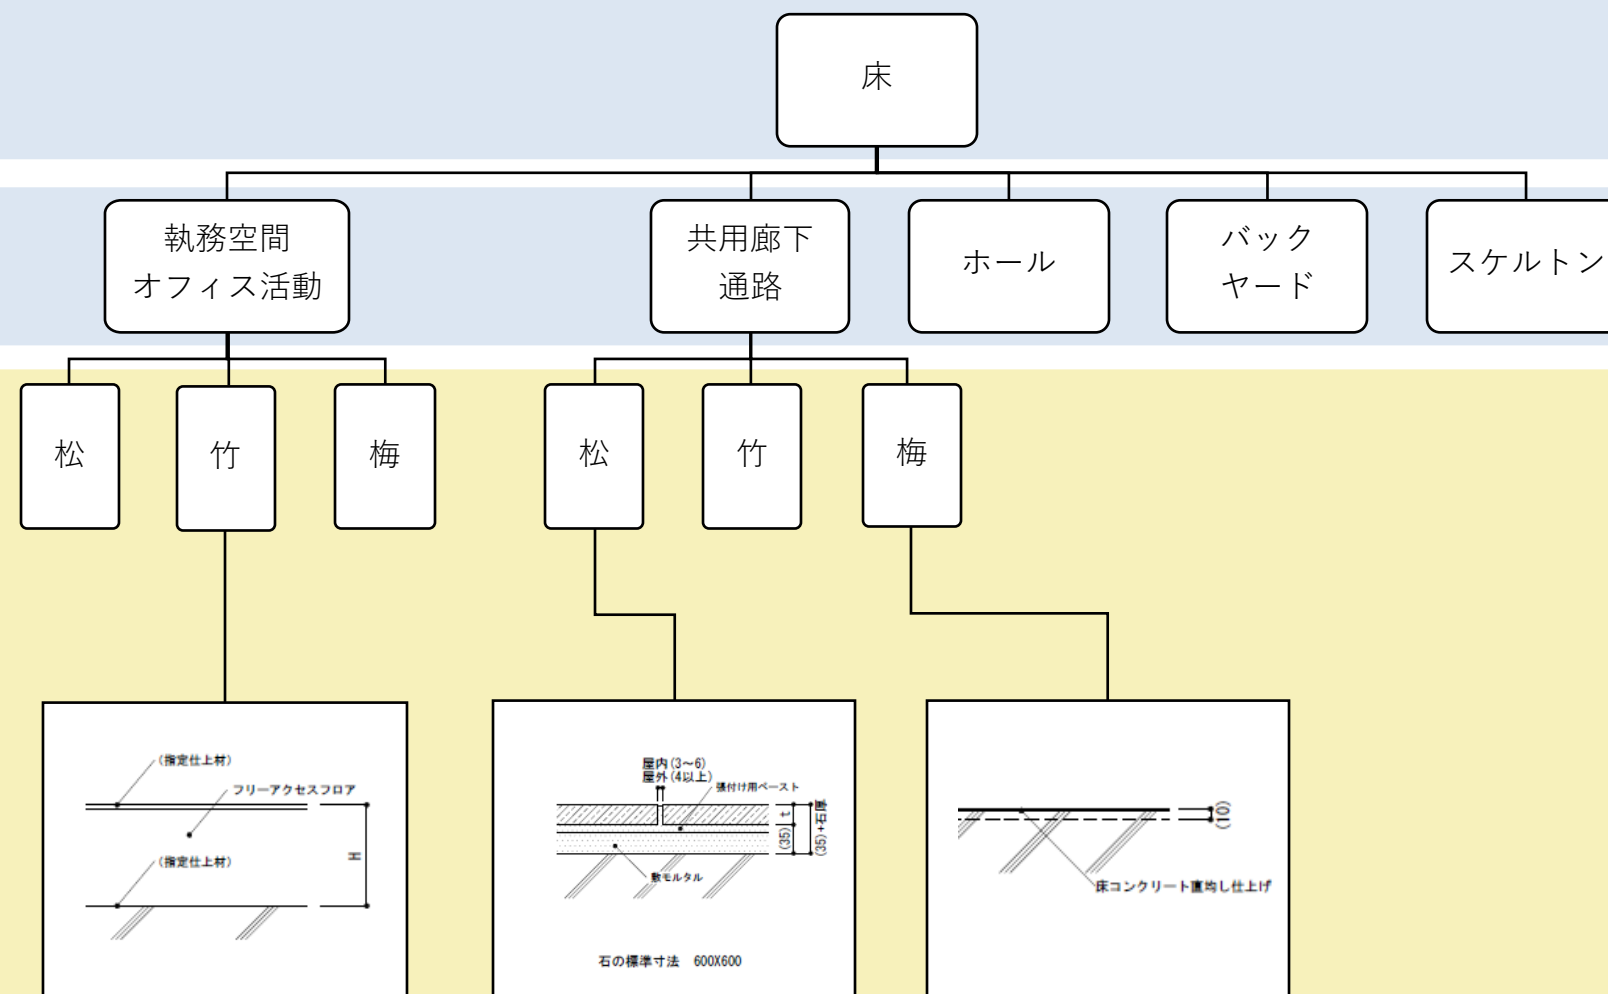 床
執務空間
オフィス活動
共用廊下
通路
ホール
バック
ヤード
スケルトン
松
竹
梅
松
竹
梅
(指定仕上材)
フリーアクセスフロア
(指定仕上材)
H
屋内(3~6)
屋外(4以上)
張付け用ペースト
t
(35)
(35)+石厚
敷モルタル
石の標準寸法 600X600
(10)
床コンクリート直均し仕上げ